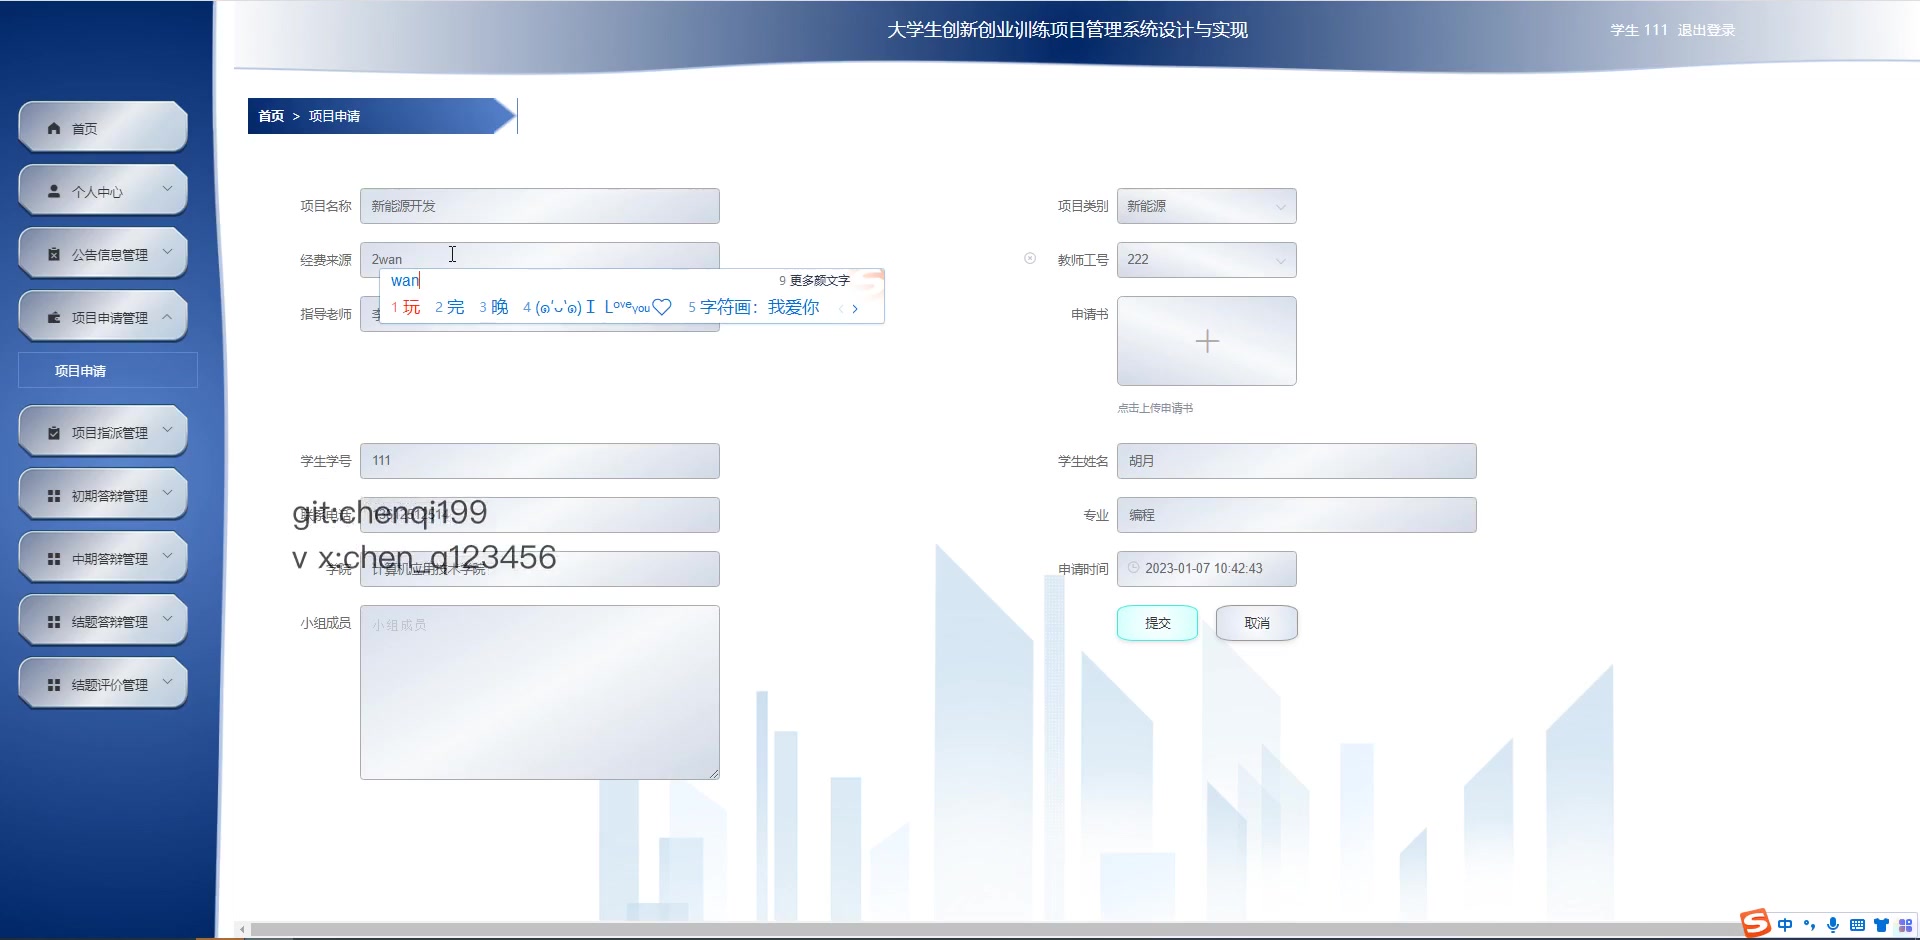 大学生创新创业训练项目管理系统设计与实现
学生 111 退出登录
首页 > 项目申请
首页
个人中心
公告信息管理
项目申请管理
项目申请
项目指派管理
初期答辩管理
中期答辩管理
结题答辩管理
结题评价管理
项目名称 新能源开发
项目类别 新能源
经费来源 2wan
教师工号 222
wan 9 更多颜文字
1 玩 2 完 3 晚 4 (๑′ᴗ‵๑)Ｉ Lᵒᵛᵉᵧₒᵤ♡ 5 字符画：我爱你
指导老师
申请书
点击上传申请书
学生学号 111
学生姓名 胡月
git:chenqi199
专业 编程
v x:chen_q123456
学院 计算机应用技术学院
申请时间 2023-01-07 10:42:43
小组成员 小组成员
提交 取消
中